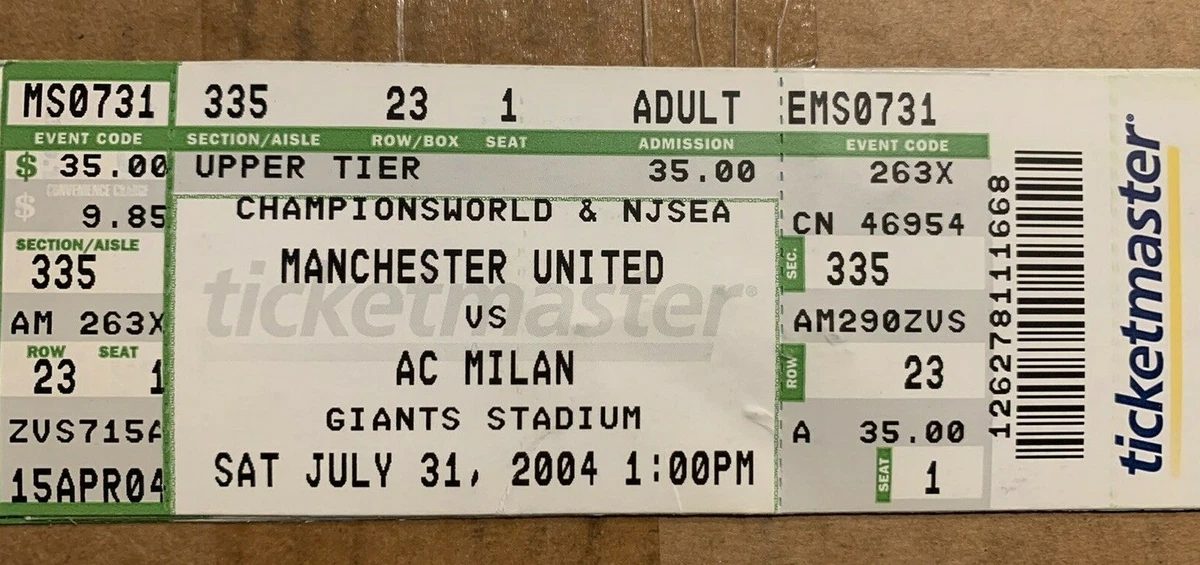 MS0731
EVENT CODE
$ 35.00
CONVENIENCE CHARGE
$ 9.85
SECTION/AISLE
335
AM 263X
ROW SEAT
23 1
ZVS715A
15APR04
335 23 1 ADULT
SECTION/AISLE ROW/BOX SEAT ADMISSION
UPPER TIER 35.00
CHAMPIONSWORLD & NJSEA
MANCHESTER UNITED
ticketmaster®
VS
AC MILAN
GIANTS STADIUM
SAT JULY 31, 2004 1:00PM
EMS0731
EVENT CODE
263X
CN 46954
SEC. 335
AM290ZVS
ROW 23
A 35.00
SEAT 1
126278111668
ticketmaster®